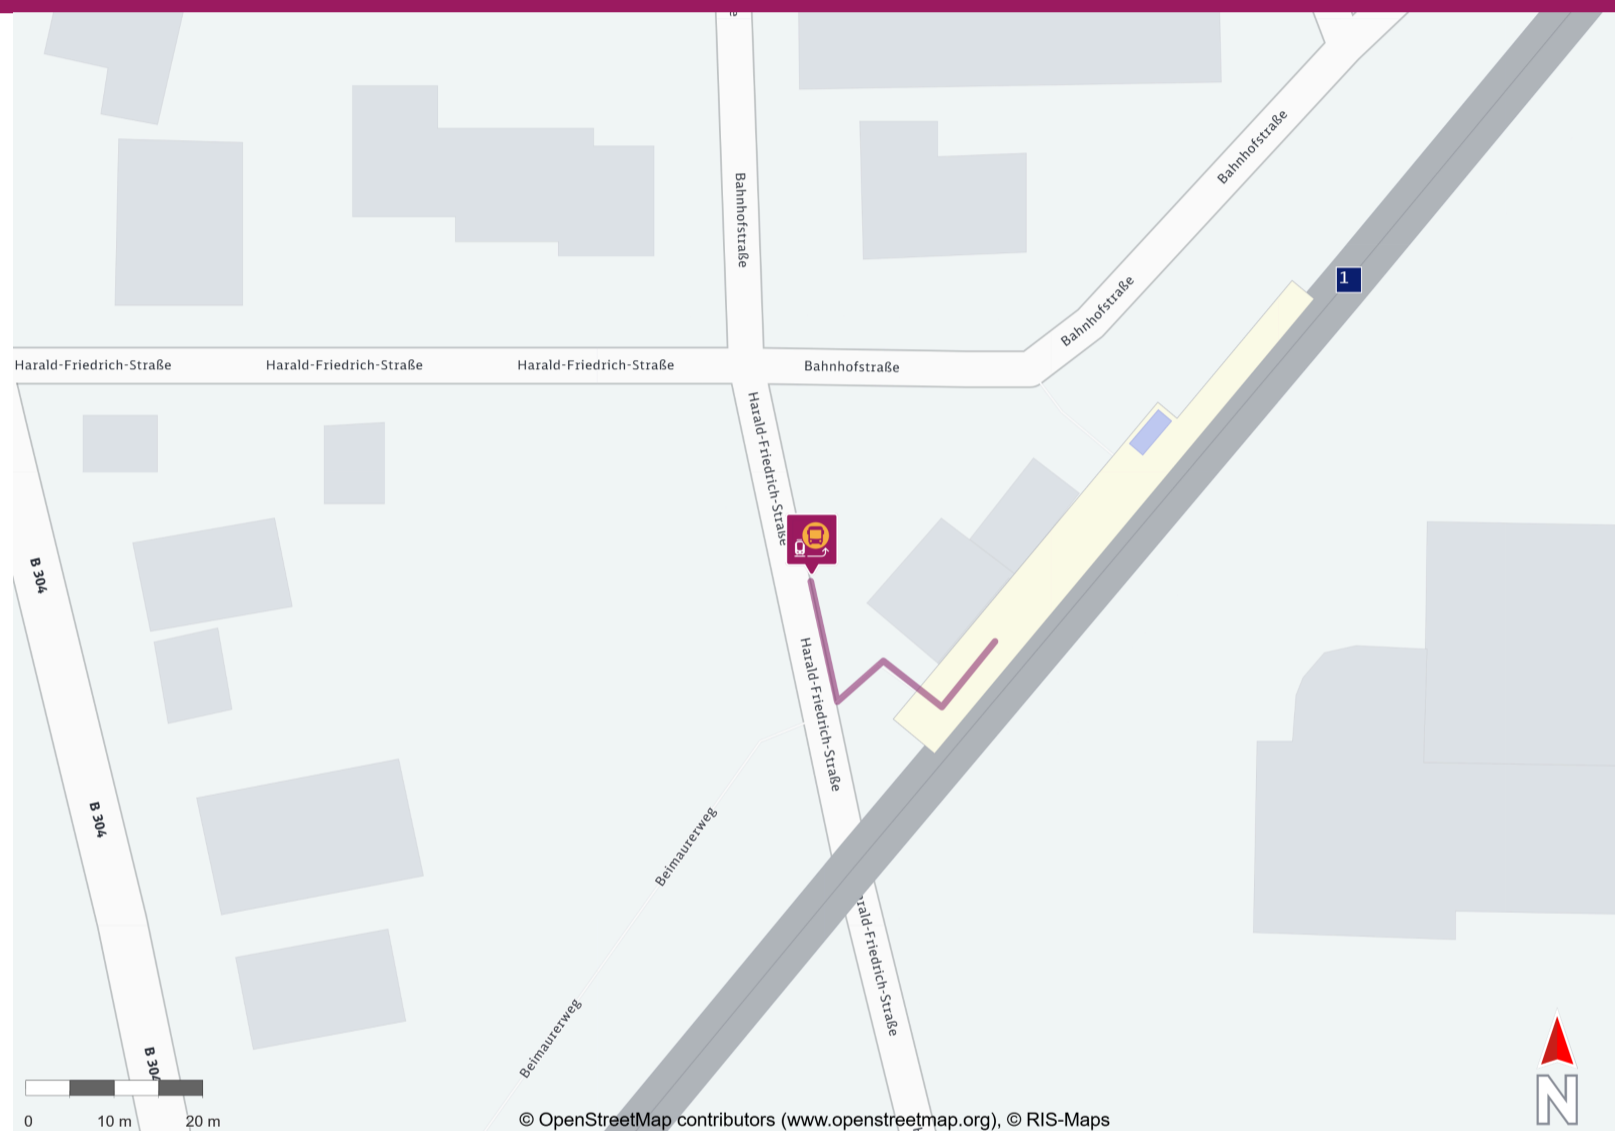 Bahnhofstraße
Bahnhofstraße
1
Bahnhofstraße
Harald-Friedrich-Straße
Harald-Friedrich-Straße
Harald-Friedrich-Straße
Bahnhofstraße
Harald-Friedrich-Straße
B 304
Harald-Friedrich-Straße
B 304
Beimaurerweg
rald-Friedrich-Straße
Beimaurerweg
B 304
N
0 10 m 20 m
© OpenStreetMap contributors (www.openstreetmap.org), © RIS-Maps